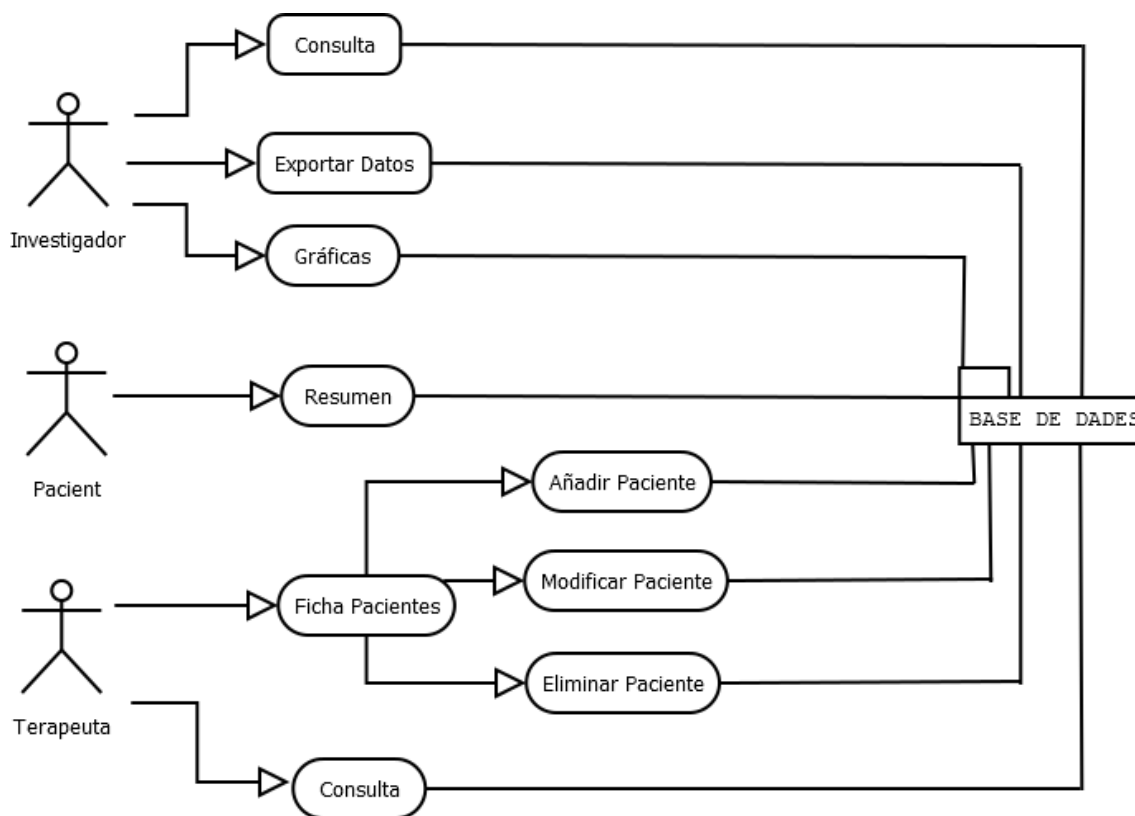 Consulta
Exportar Datos
Investigador
Gráficas
Resumen
BASE DE DADES
Pacient
Añadir Paciente
Modificar Paciente
Ficha Pacientes
Eliminar Paciente
Terapeuta
Consulta